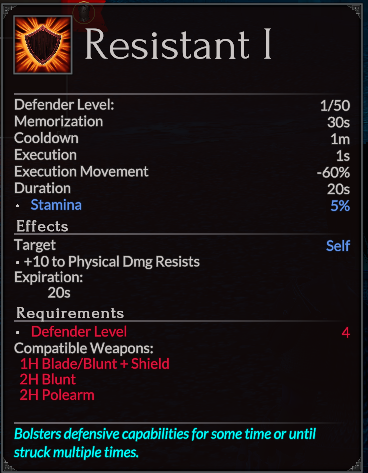 Resistant I
Defender Level: 1/50
Memorization 30s
Cooldown 1m
Execution 1s
Execution Movement -60%
Duration 20s
• Stamina 5%
Effects
Target Self
• +10 to Physical Dmg Resists
Expiration:
20s
Requirements
• Defender Level 4
Compatible Weapons:
1H Blade/Blunt + Shield
2H Blunt
2H Polearm
Bolsters defensive capabilities for some time or until
struck multiple times.